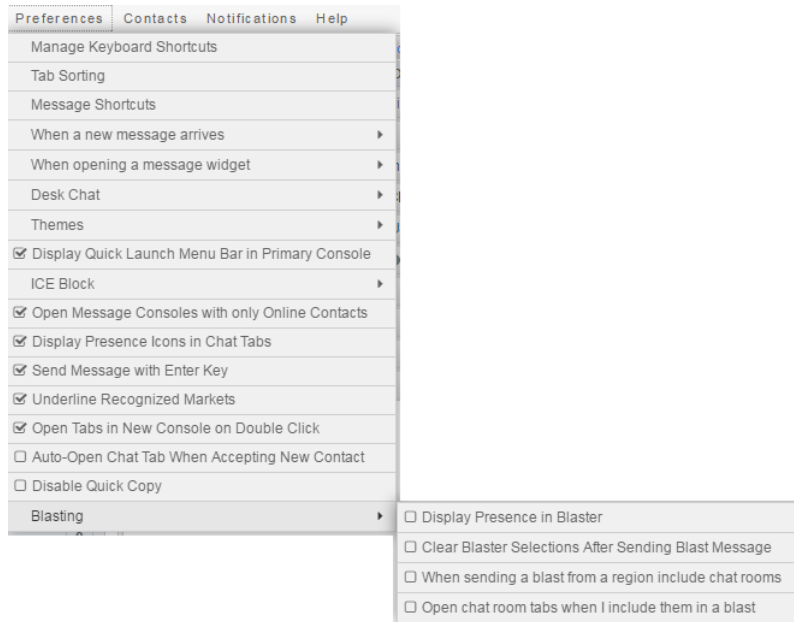 Preferences Contacts Notifications Help
Manage Keyboard Shortcuts
Tab Sorting
Message Shortcuts
When a new message arrives
When opening a message widget
Desk Chat
Themes
Display Quick Launch Menu Bar in Primary Console
ICE Block
Open Message Consoles with only Online Contacts
Display Presence Icons in Chat Tabs
Send Message with Enter Key
Underline Recognized Markets
Open Tabs in New Console on Double Click
Auto-Open Chat Tab When Accepting New Contact
Disable Quick Copy
Blasting
Display Presence in Blaster
Clear Blaster Selections After Sending Blast Message
When sending a blast from a region include chat rooms
Open chat room tabs when I include them in a blast